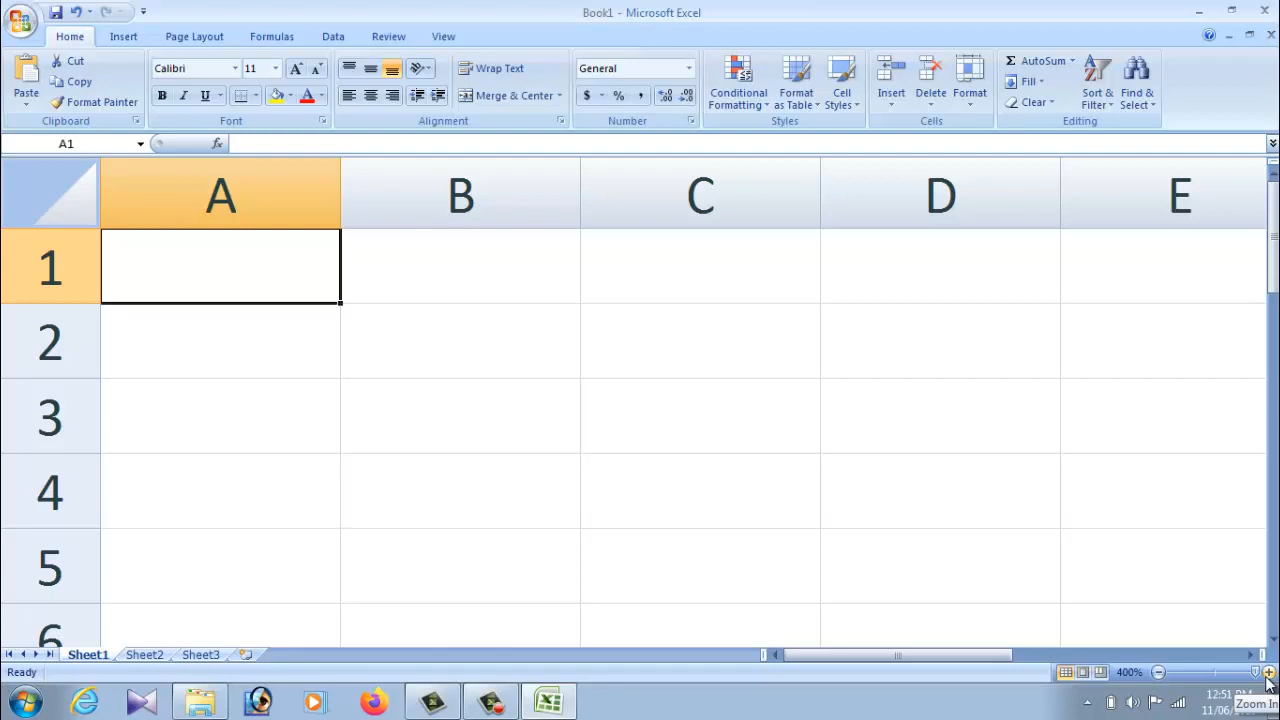 Book1 - Microsoft Excel
Home Insert Page Layout Formulas Data Review View
Paste
Cut
Copy
Format Painter
Clipboard
Calibri 11
B I U
A A A
Font
Wrap Text
Merge & Center
Alignment
General
$ % ,
Number
Conditional Formatting
Format as Table
Cell Styles
Styles
Insert
Delete
Format
Cells
Σ AutoSum
Fill
Clear
Sort & Filter
Find & Select
Editing
A1 fx
A B C D E
1
2
3
4
5
6
Sheet1 Sheet2 Sheet3
Ready 400%
12:51
11/06
Zoom In